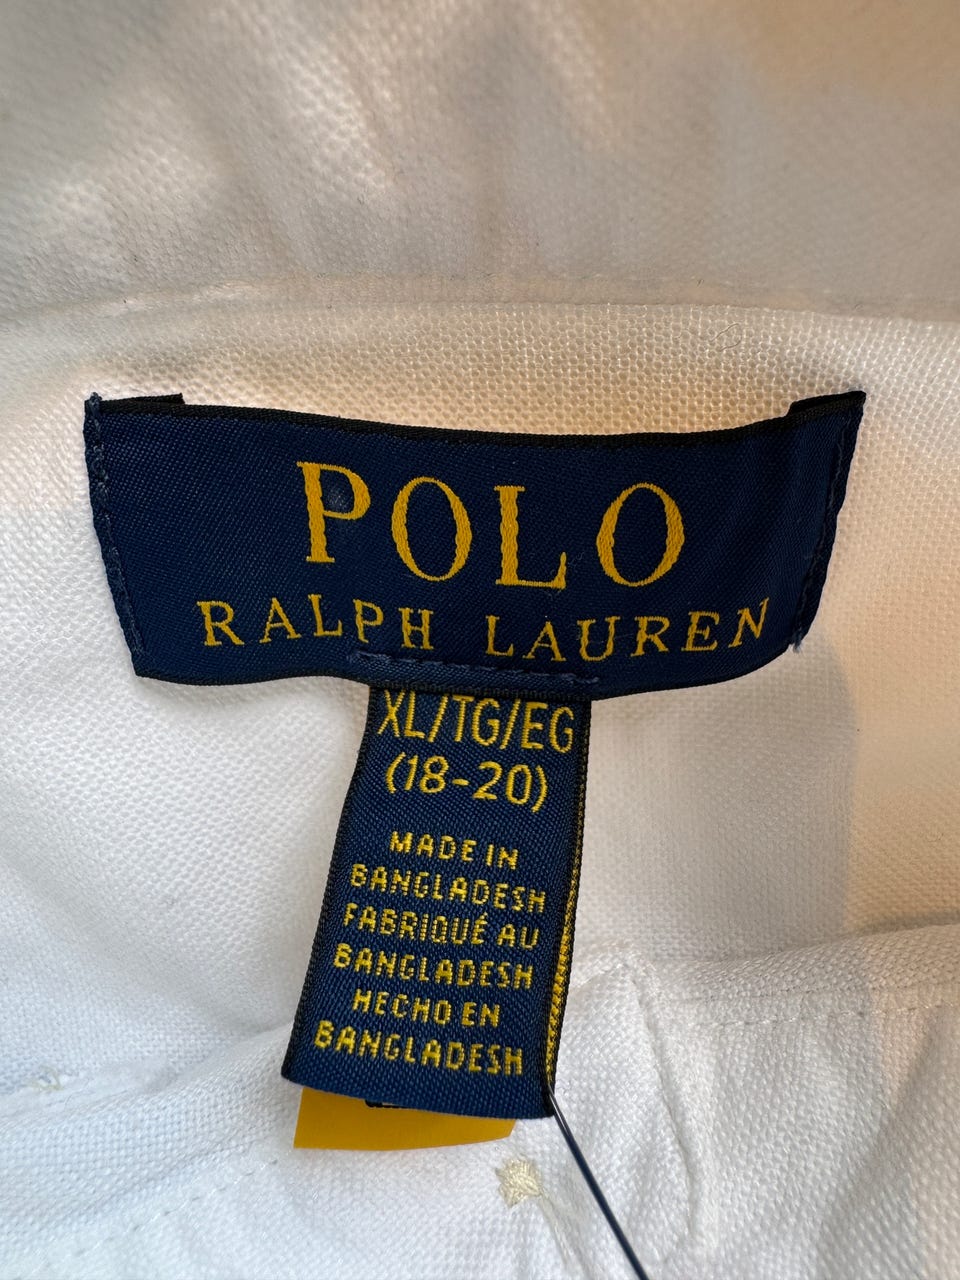 POLO
RALPH LAUREN
XL/TG/EG
(18-20)
MADE IN
BANGLADESH
FABRIQUÉ AU
BANGLADESH
HECHO EN
BANGLADESH